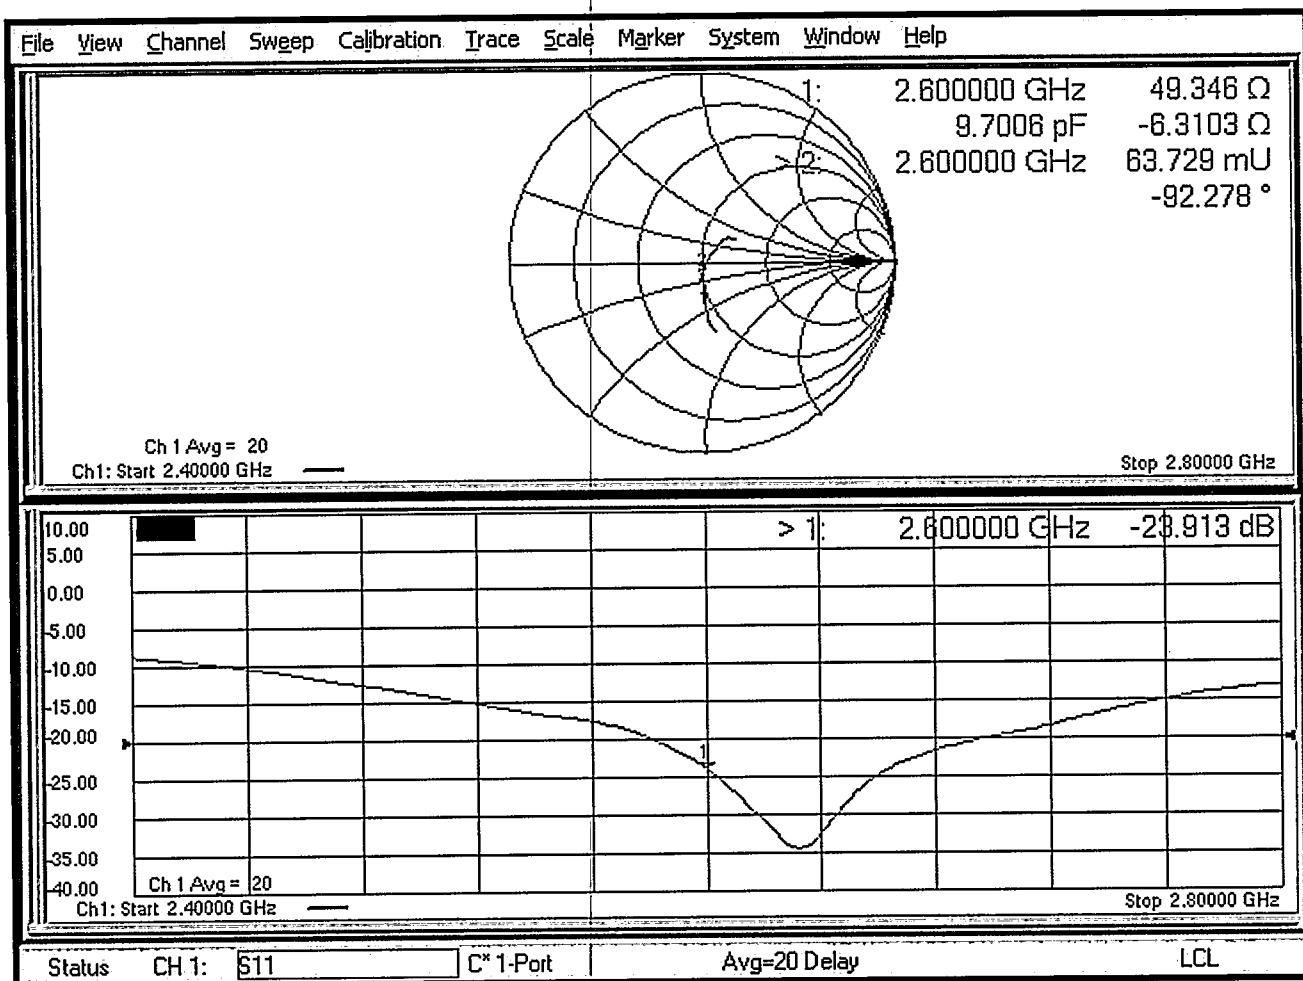 File View Channel Sweep Calibration Trace Scale Marker System Window Help
1: 2.600000 GHz 49.346 Ω
9.7006 pF -6.3103 Ω
> 2: 2.600000 GHz 63.729 mU
-92.278 °
Ch 1 Avg = 20
Ch1: Start 2.40000 GHz
Stop 2.80000 GHz
10.00
> 1: 2.600000 GHz -23.913 dB
5.00
0.00
-5.00
-10.00
-15.00
-20.00
1
-25.00
-30.00
-35.00
-40.00
Ch 1 Avg = 20
Ch1: Start 2.40000 GHz
Stop 2.80000 GHz
Status CH 1: S11 C* 1-Port Avg=20 Delay LCL